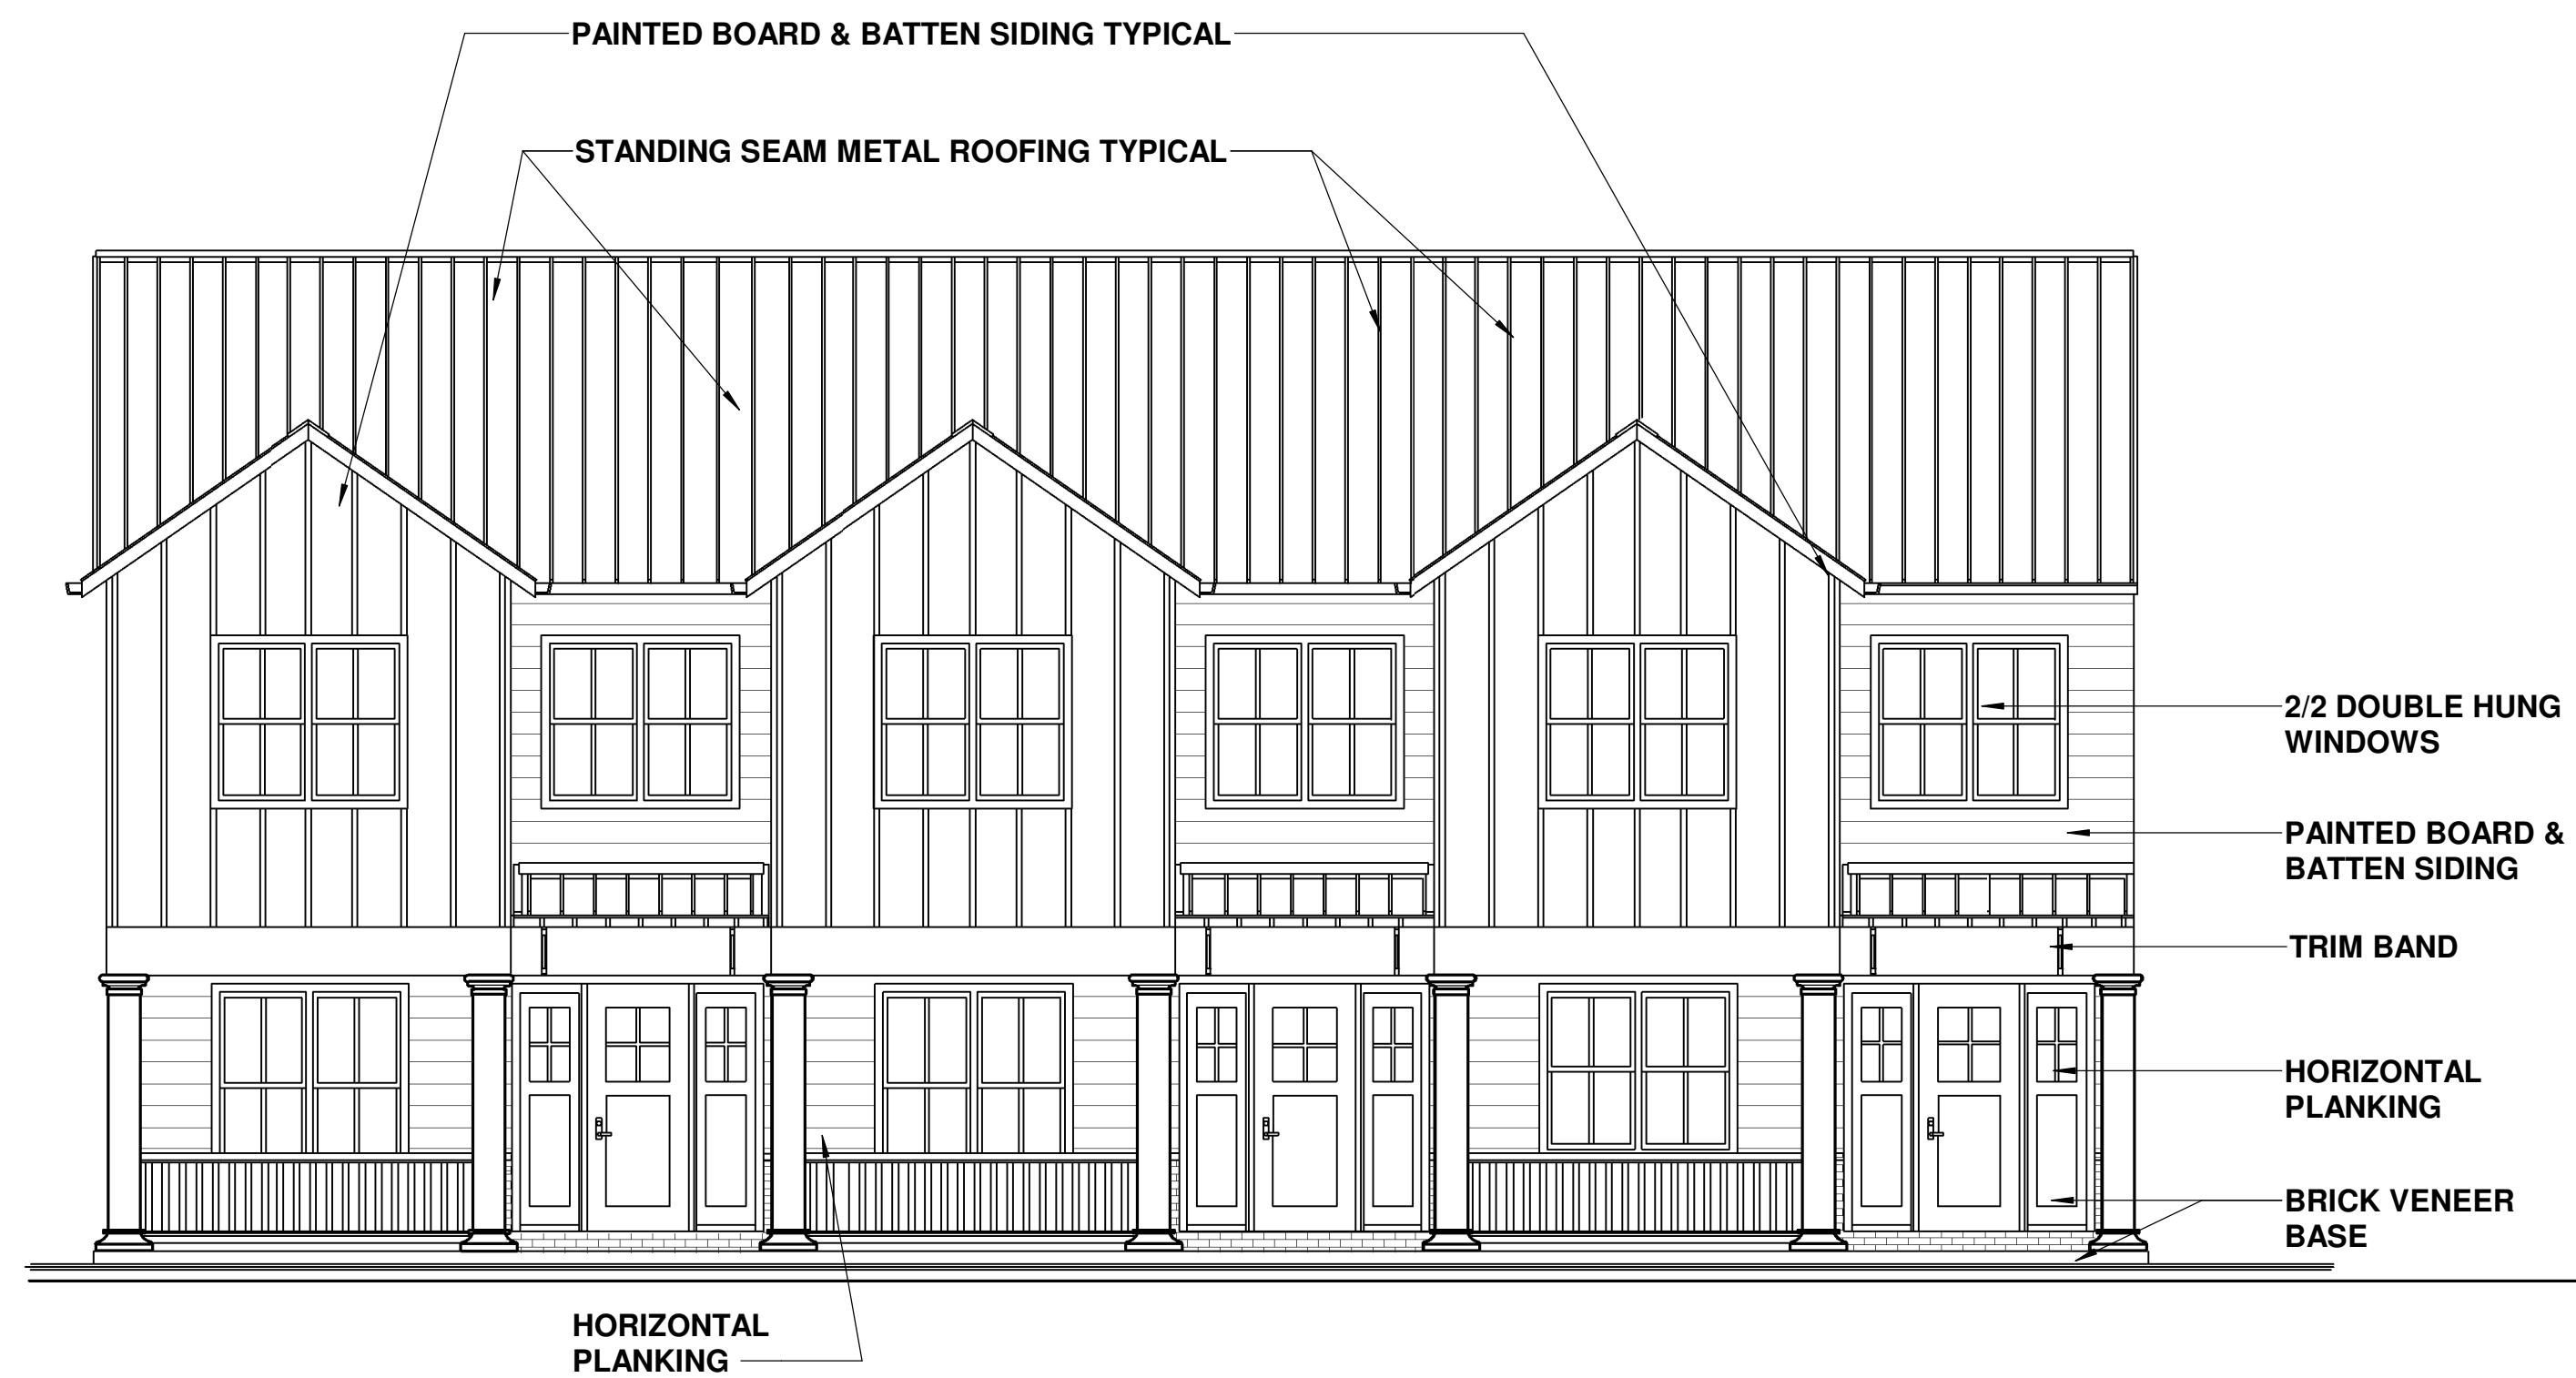 PAINTED BOARD & BATTEN SIDING TYPICAL
STANDING SEAM METAL ROOFING TYPICAL
2/2 DOUBLE HUNG
WINDOWS
PAINTED BOARD &
BATTEN SIDING
TRIM BAND
HORIZONTAL
PLANKING
BRICK VENEER
BASE
HORIZONTAL
PLANKING